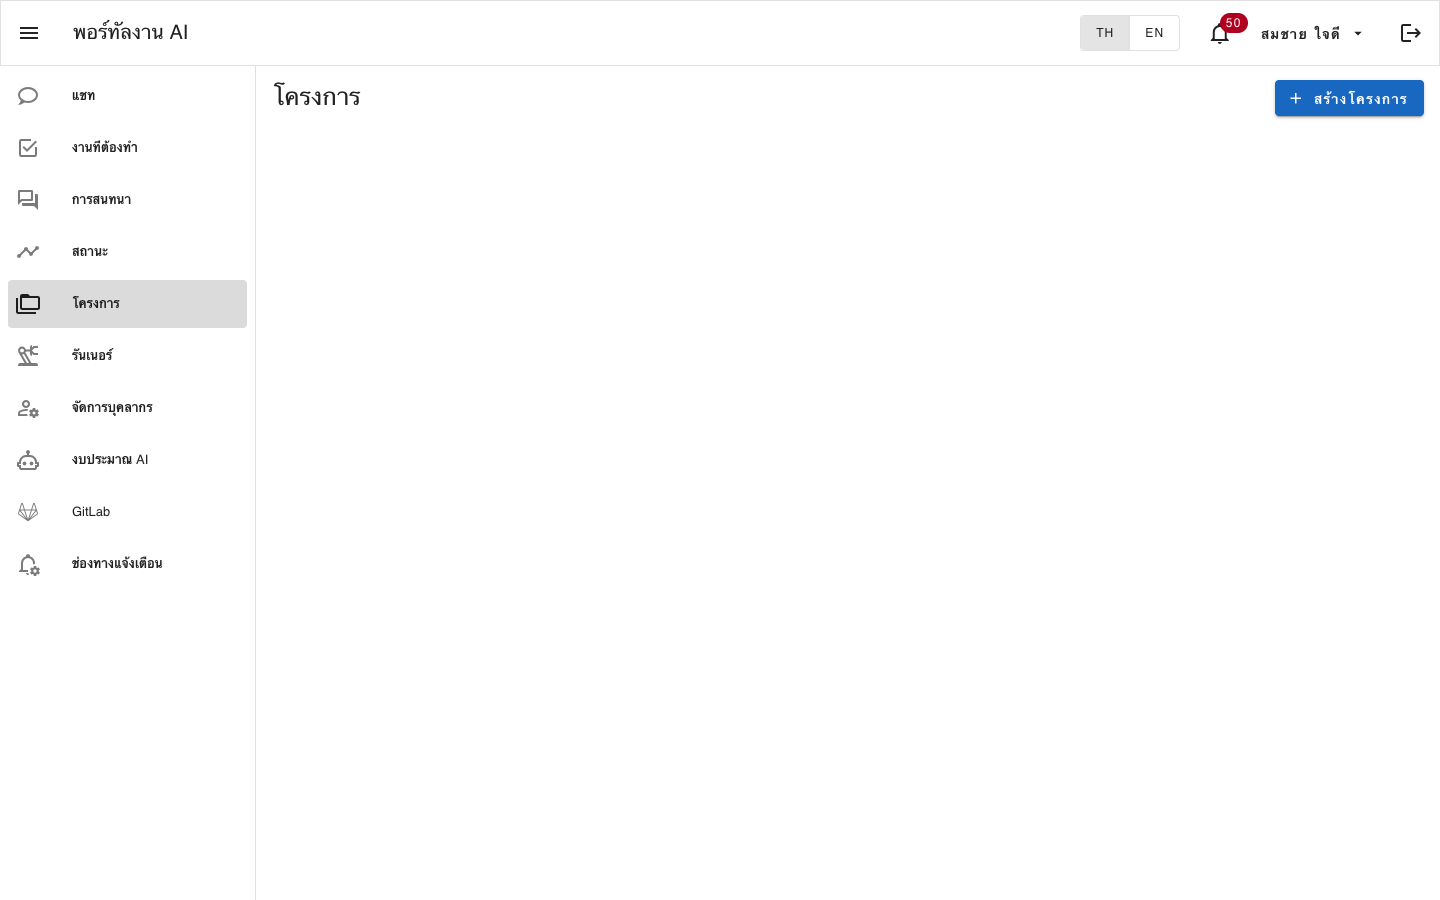 พอร์ทัลงาน AI
TH
EN
50
สมชาย ใจดี
แชท
งานที่ต้องทำ
การสนทนา
สถานะ
โครงการ
รันเนอร์
จัดการบุคลากร
งบประมาณ AI
GitLab
ช่องทางแจ้งเตือน
โครงการ
สร้างโครงการ